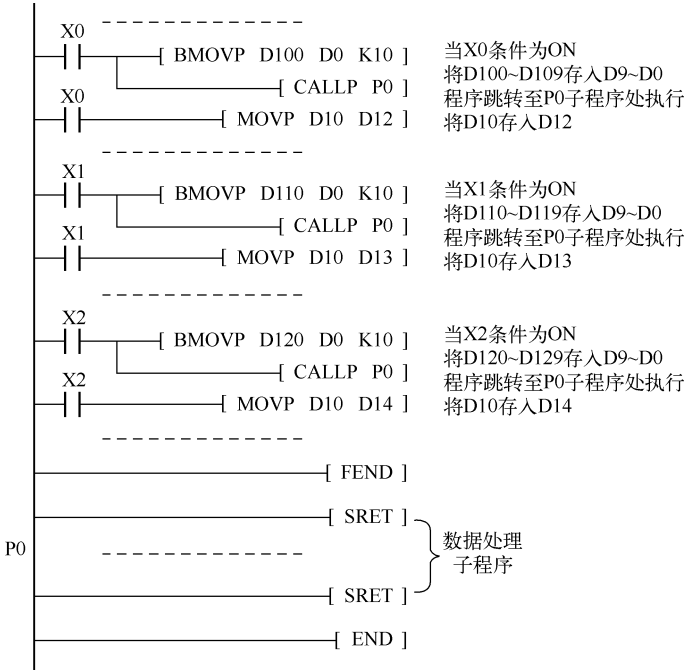 X0
[ BMOVP D100 D0 K10 ]
[ CALLP P0 ]
X0
[ MOVP D10 D12 ]
当X0条件为ON
将D100~D109存入D9~D0
程序跳转至P0子程序处执行
将D10存入D12
X1
[ BMOVP D110 D0 K10 ]
[ CALLP P0 ]
X1
[ MOVP D10 D13 ]
当X1条件为ON
将D110~D119存入D9~D0
程序跳转至P0子程序处执行
将D10存入D13
X2
[ BMOVP D120 D0 K10 ]
[ CALLP P0 ]
X2
[ MOVP D10 D14 ]
当X2条件为ON
将D120~D129存入D9~D0
程序跳转至P0子程序处执行
将D10存入D14
[ FEND ]
[ SRET ]
P0
数据处理
子程序
[ SRET ]
[ END ]